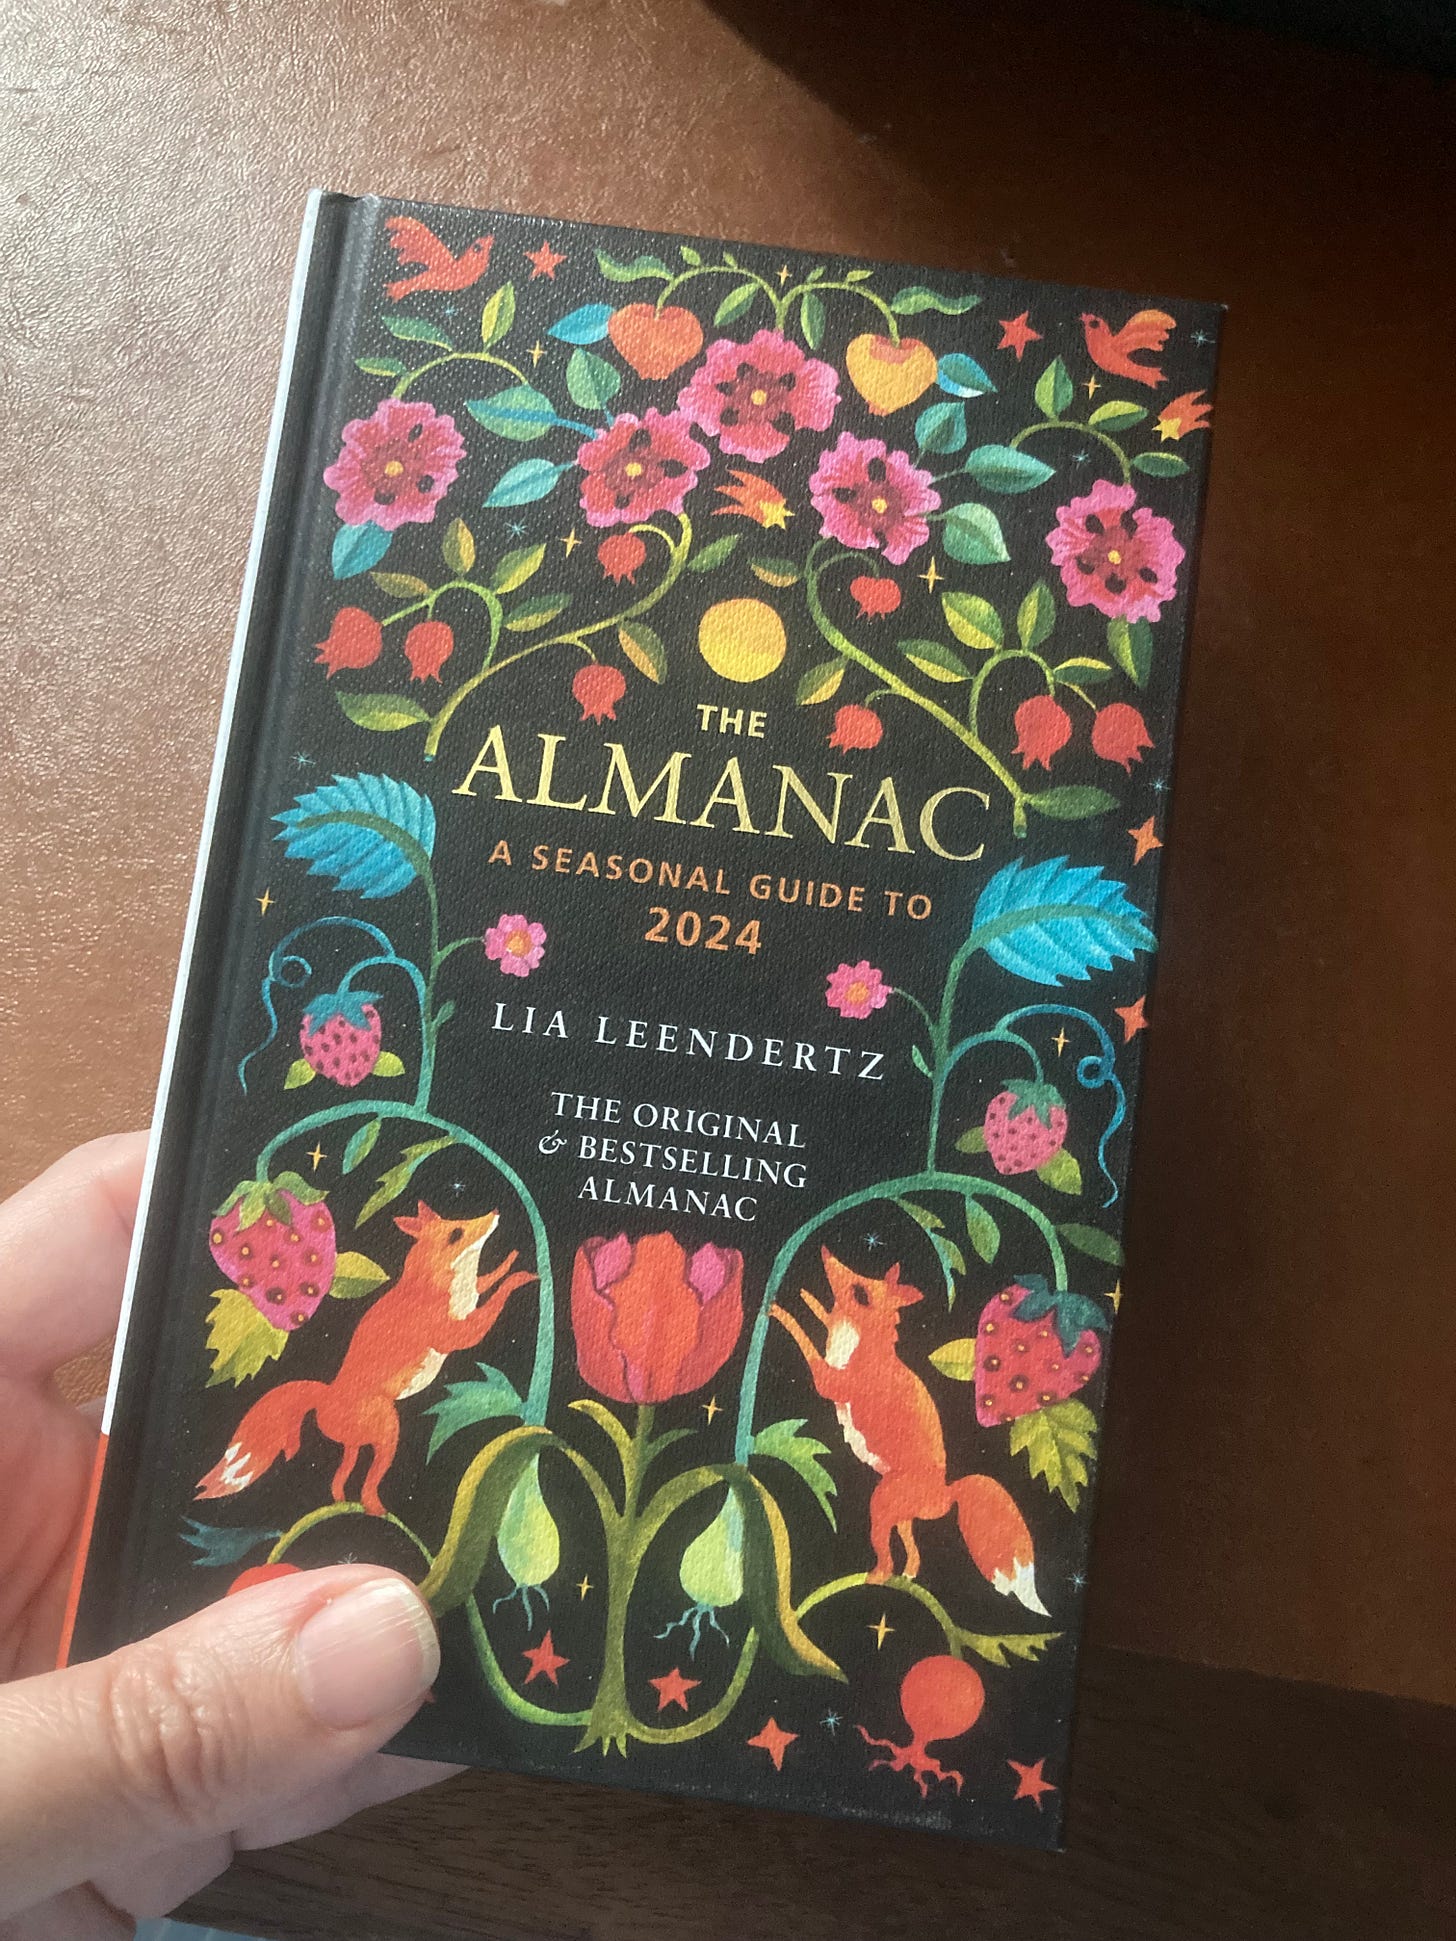 THE
ALMANAC
A SEASONAL GUIDE TO
2024
LIA LEENDERTZ
THE ORIGINAL
& BESTSELLING
ALMANAC